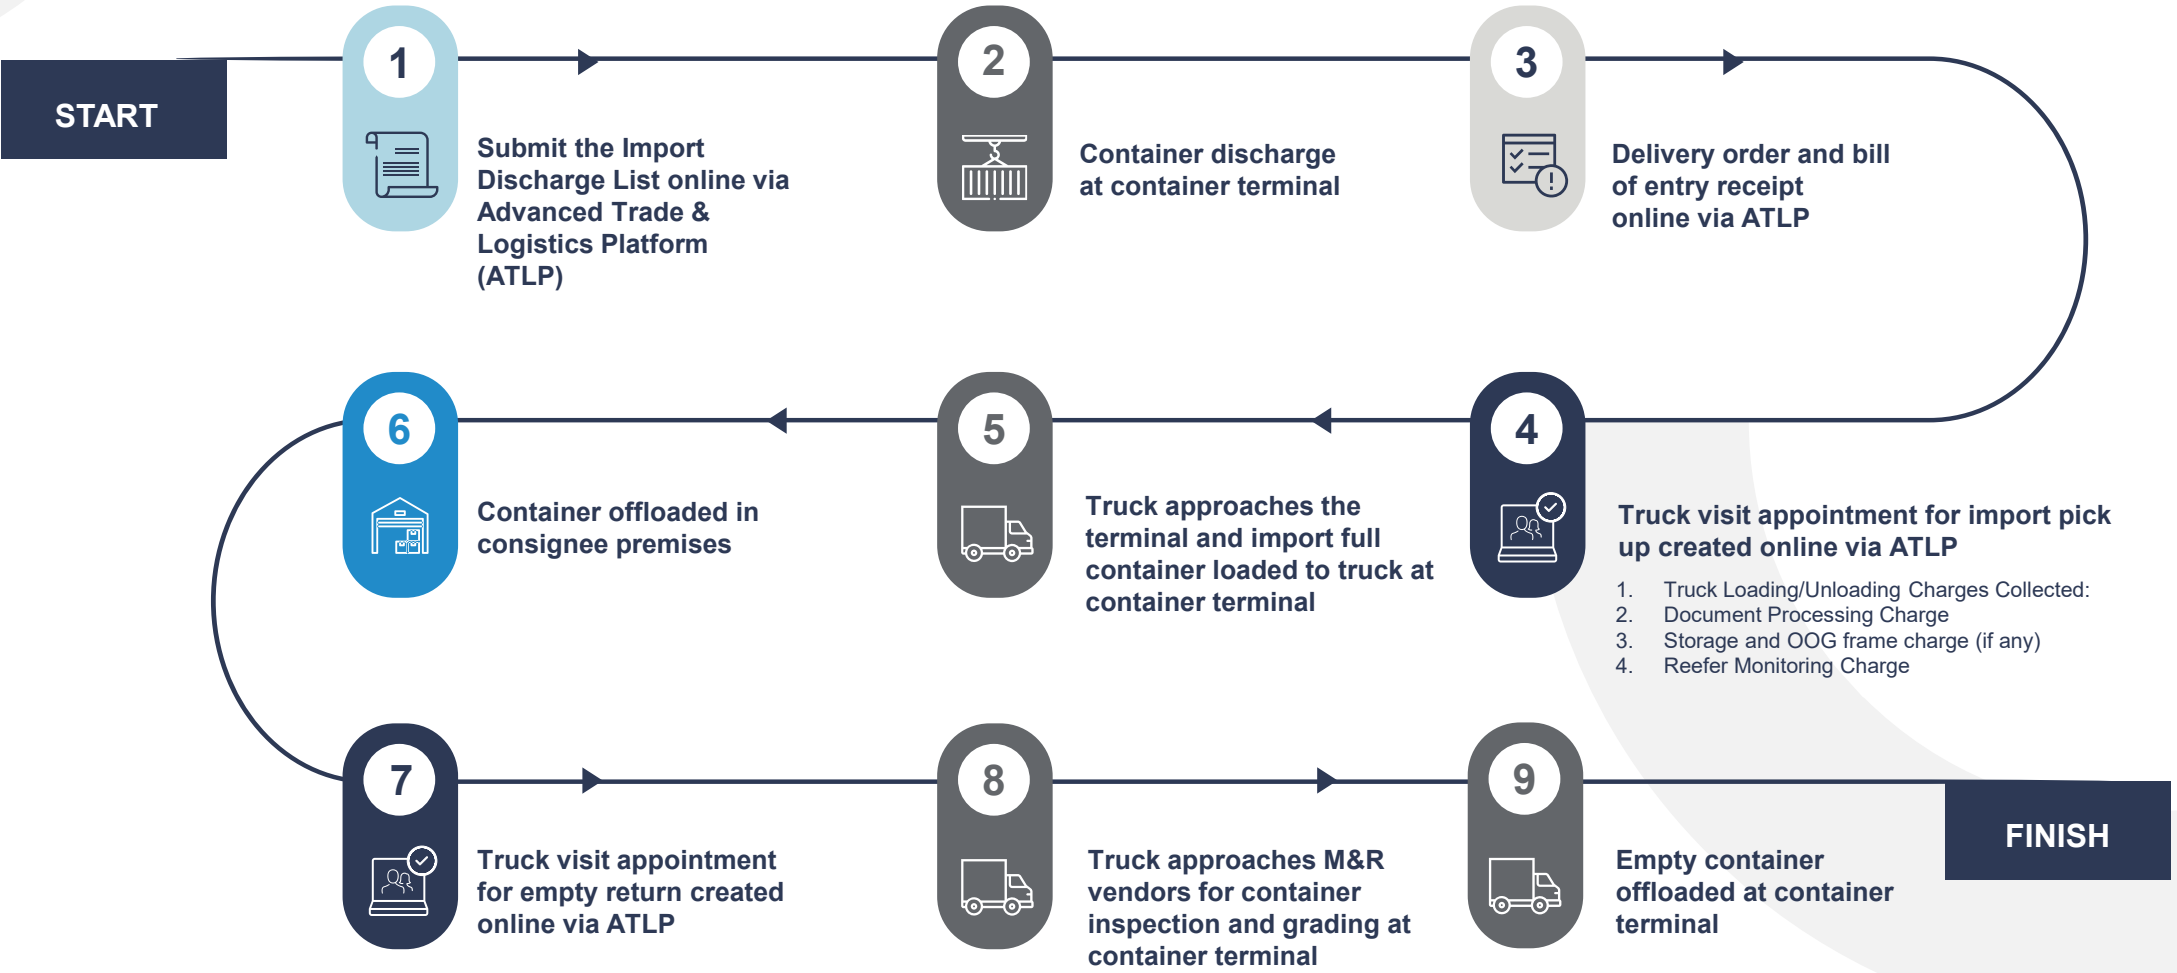 START
1
Submit the Import
Discharge List online via
Advanced Trade &
Logistics Platform
(ATLP)
2
Container discharge
at container terminal
3
Delivery order and bill
of entry receipt
online via ATLP
4
Truck visit appointment for import pick
up created online via ATLP
1. Truck Loading/Unloading Charges Collected:
2. Document Processing Charge
3. Storage and OOG frame charge (if any)
4. Reefer Monitoring Charge
5
Truck approaches the
terminal and import full
container loaded to truck at
container terminal
6
Container offloaded in
consignee premises
7
Truck visit appointment
for empty return created
online via ATLP
8
Truck approaches M&R
vendors for container
inspection and grading at
container terminal
9
Empty container
offloaded at container
terminal
FINISH